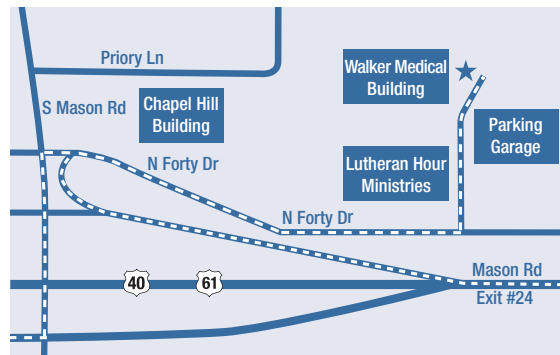 Priory Ln
S Mason Rd
Chapel Hill
Building
N Forty Dr
Walker Medical
Building
Parking
Garage
Lutheran Hour
Ministries
N Forty Dr
40
61
Mason Rd
Exit #24